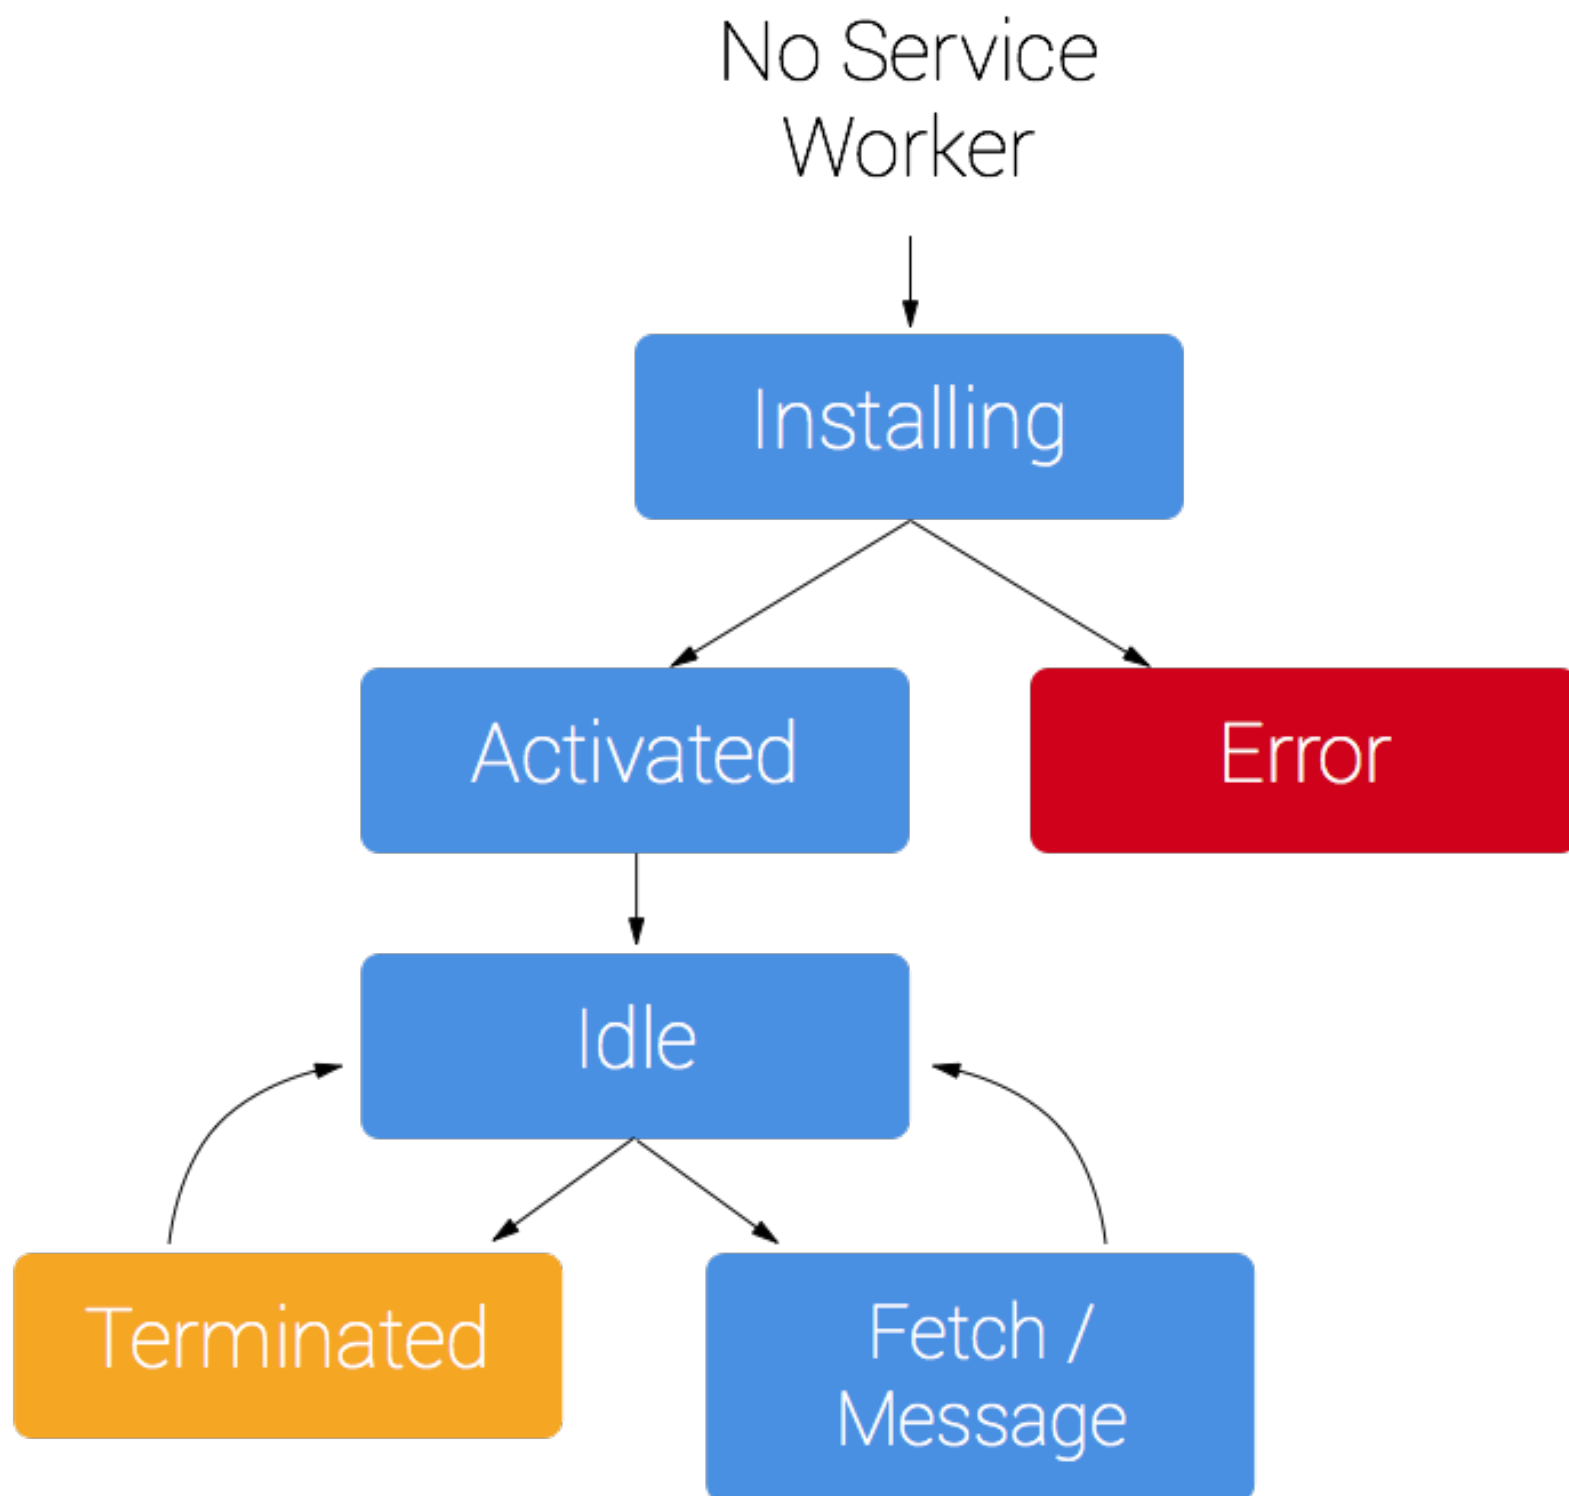 No Service
Worker
Installing
Activated
Error
Idle
Terminated
Fetch /
Message